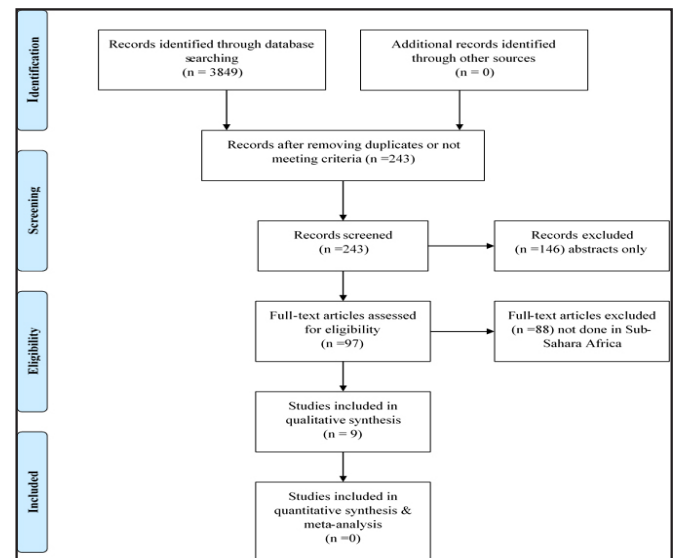 Identification
Records identified through database
searching
(n = 3849)
Additional records identified
through other sources
(n = 0)
Records after removing duplicates or not
meeting criteria (n =243)
Screening
Records screened
(n =243)
Records excluded
(n =146) abstracts only
Eligibility
Full-text articles assessed
for eligibility
(n =97)
Full-text articles excluded
(n =88) not done in Sub-
Sahara Africa
Studies included in
qualitative synthesis
(n = 9)
Included
Studies included in
quantitative synthesis &
meta-analysis
(n =0)